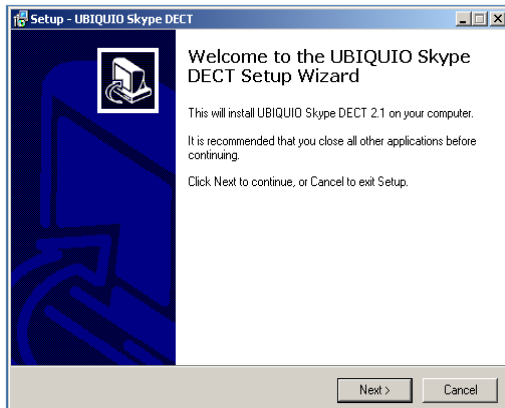 Setup - UBIQUIO Skype DECT
Welcome to the UBIQUIO Skype
DECT Setup Wizard
This will install UBIQUIO Skype DECT 2.1 on your computer.
It is recommended that you close all other applications before
continuing.
Click Next to continue, or Cancel to exit Setup.
Next >
Cancel